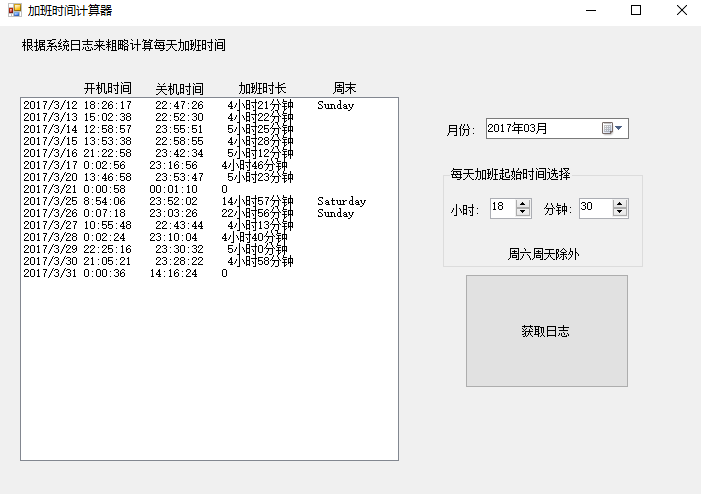 加班时间计算器
根据系统日志来粗略计算每天加班时间
开机时间 关机时间 加班时长 周末
2017/3/12 18:26:17 22:47:26 4小时21分钟 Sunday
2017/3/13 15:02:38 22:52:30 4小时22分钟
2017/3/14 12:58:57 23:55:51 5小时25分钟
2017/3/15 13:53:38 22:58:55 4小时28分钟
2017/3/16 21:22:58 23:42:34 5小时12分钟
2017/3/17 0:02:56 23:16:56 4小时46分钟
2017/3/20 13:46:58 23:53:47 5小时23分钟
2017/3/21 0:00:58 00:01:10 0
2017/3/25 8:54:06 23:52:02 14小时57分钟 Saturday
2017/3/26 0:07:18 23:03:26 22小时56分钟 Sunday
2017/3/27 10:55:48 22:43:44 4小时13分钟
2017/3/28 0:02:24 23:10:04 4小时40分钟
2017/3/29 22:25:16 23:30:32 5小时0分钟
2017/3/30 21:05:21 23:28:22 4小时58分钟
2017/3/31 0:00:36 14:16:24 0
月份: 2017年03月
每天加班起始时间选择
小时: 18 分钟: 30
周六周天除外
获取日志